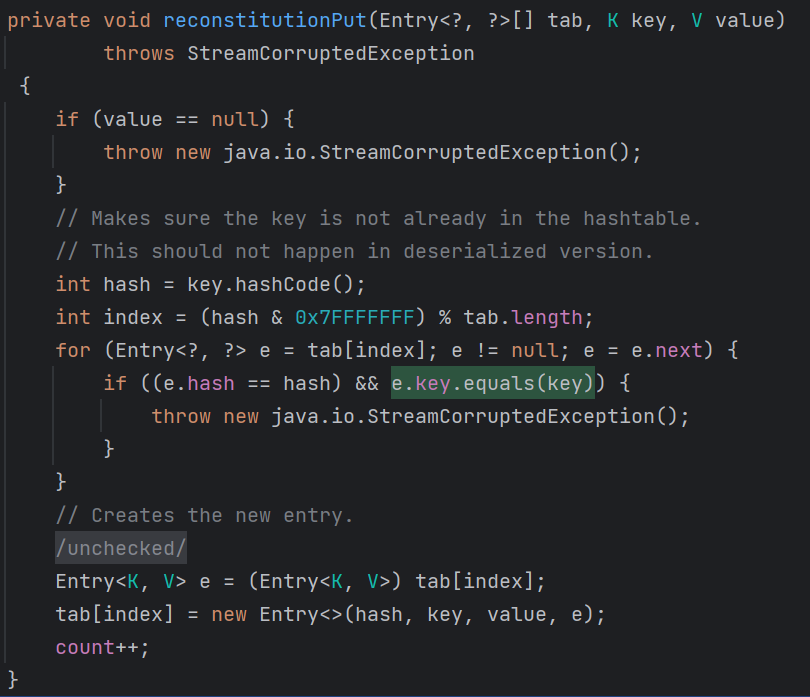 private void reconstitutionPut(Entry<?, ?>[] tab, K key, V value)
        throws StreamCorruptedException
{
    if (value == null) {
        throw new java.io.StreamCorruptedException();
    }
    // Makes sure the key is not already in the hashtable.
    // This should not happen in deserialized version.
    int hash = key.hashCode();
    int index = (hash & 0x7FFFFFFF) % tab.length;
    for (Entry<?, ?> e = tab[index]; e != null; e = e.next) {
        if ((e.hash == hash) && e.key.equals(key)) {
            throw new java.io.StreamCorruptedException();
        }
    }
    // Creates the new entry.
    /unchecked/
    Entry<K, V> e = (Entry<K, V>) tab[index];
    tab[index] = new Entry<>(hash, key, value, e);
    count++;
}